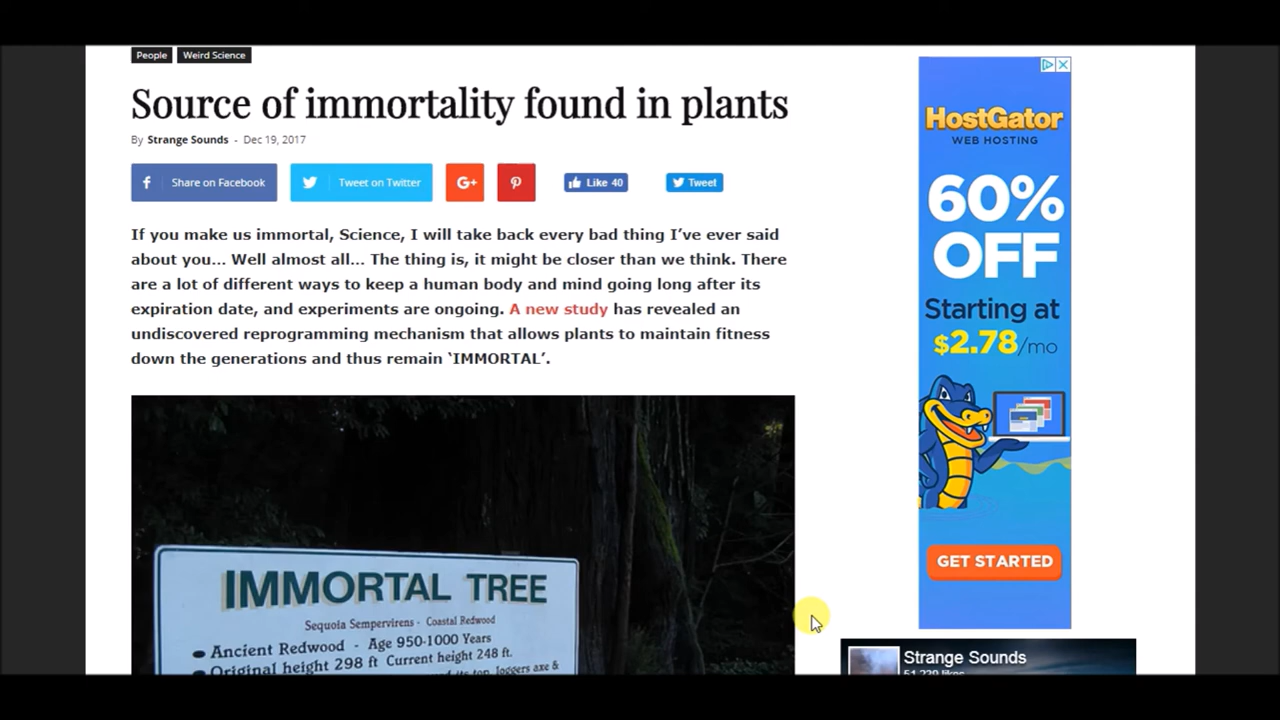 People
Weird Science
Source of immortality found in plants
By Strange Sounds - Dec 19, 2017
Share on Facebook
Tweet on Twitter
G+
Like 40
Tweet
If you make us immortal, Science, I will take back every bad thing I've ever said
about you... Well almost all... The thing is, it might be closer than we think. There
are a lot of different ways to keep a human body and mind going long after its
expiration date, and experiments are ongoing. A new study has revealed an
undiscovered reprogramming mechanism that allows plants to maintain fitness
down the generations and thus remain ‘IMMORTAL’.
IMMORTAL TREE
Sequoia Sempervirens - Coastal Redwood
Ancient Redwood - Age 950-1000 Years
Original height 298 ft Current height 248 ft.
its top, loggers axe &
HostGator
WEB HOSTING
60%
OFF
Starting at
$2.78/mo
GET STARTED
Strange Sounds